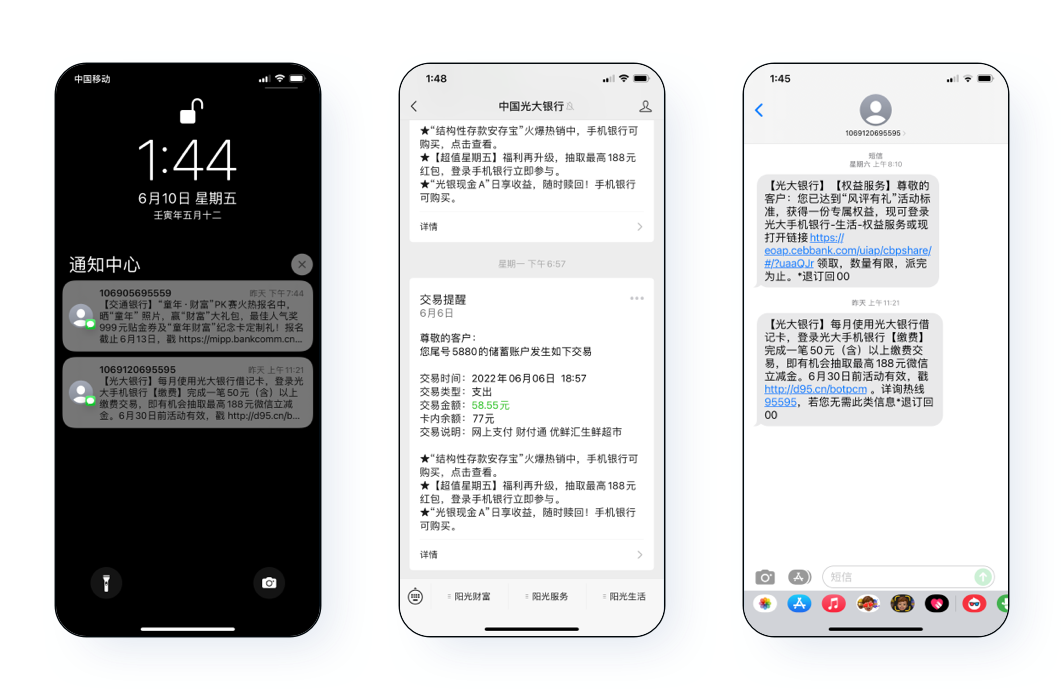 中国移动
1:44
6月10日 星期五
壬寅年五月十二
通知中心
106905695559
昨天 下午7:44
【交通银行】“童年·财富”PK赛火热报名中,
晒“童年” 照片，赢“财富”大礼包，最佳人气奖
999元贴金券及“童年财富”纪念卡定制礼！报名
截止6月13日，戳 https://mipp.bankcomm.cn...
1069120695595
昨天 上午11:21
【光大银行】每月使用光大银行借记卡，登录光
大手机银行【缴费】完成一笔50元（含）以上缴
费交易，即有机会抽取最高188元微信立减
金。6月30日前活动有效，戳 http://d95.cn/b...
1:48
中国光大银行
★“结构性存款安存宝”火爆热销中，手机银行可
购买，点击查看。
★【超值星期五】福利再升级，抽取最高188元
红包，登录手机银行立即参与。
★“光银现金A”日享收益，随时赎回！手机银行
可购买。
详情
星期一 下午6:57
交易提醒
6月6日
尊敬的客户：
您尾号5880的储蓄账户发生如下交易
交易时间：2022年06月06日 18:57
交易类型：支出
交易金额：58.55元
卡内余额：77元
交易说明：网上支付 财付通 优鲜汇生鲜超市
★“结构性存款安存宝”火爆热销中，手机银行可
购买，点击查看。
★【超值星期五】福利再升级，抽取最高188元
红包，登录手机银行立即参与。
★“光银现金A”日享收益，随时赎回！手机银行
可购买。
详情
阳光财富
阳光服务
阳光生活
1:45
1069120695595
短信
星期六 上午8:10
【光大银行】【权益服务】尊敬的
客户：您已达到“风评有礼”活动标
准，获得一份专属权益，现可登录
光大手机银行-生活-权益服务或现
打开链接https://
eoap.cebbank.com/uiap/cbpshare/
#/?uaaQJr 领取，数量有限，派完
为止。*退订回00
昨天 上午11:21
【光大银行】每月使用光大银行借
记卡，登录光大手机银行【缴费】
完成一笔50元（含）以上缴费交
易，即有机会抽取最高188元微信
立减金。6月30日前活动有效，戳
http://d95.cn/botpcm 。详询热线
95595，若您无需此类信息*退订回
00
短信